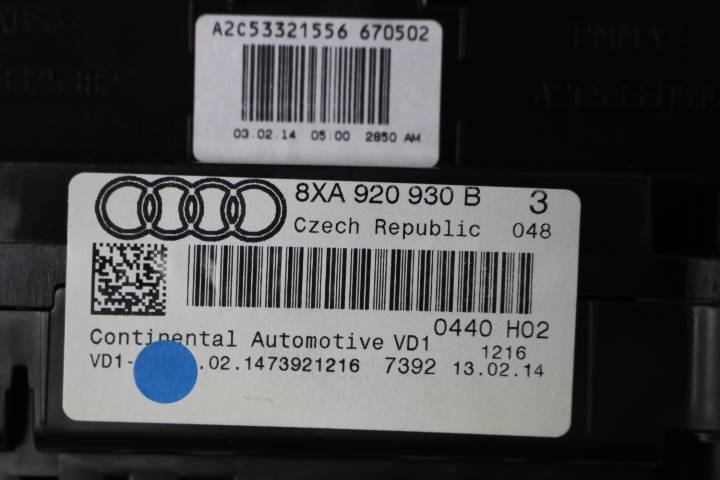 A2C53321556 670502
03.02.14 05:00 2850 AM
8XA 920 930 B 3
Czech Republic 048
0440 H02
Continental Automotive VD1
1216
VD1- .02.1473921216 7392 13.02.14